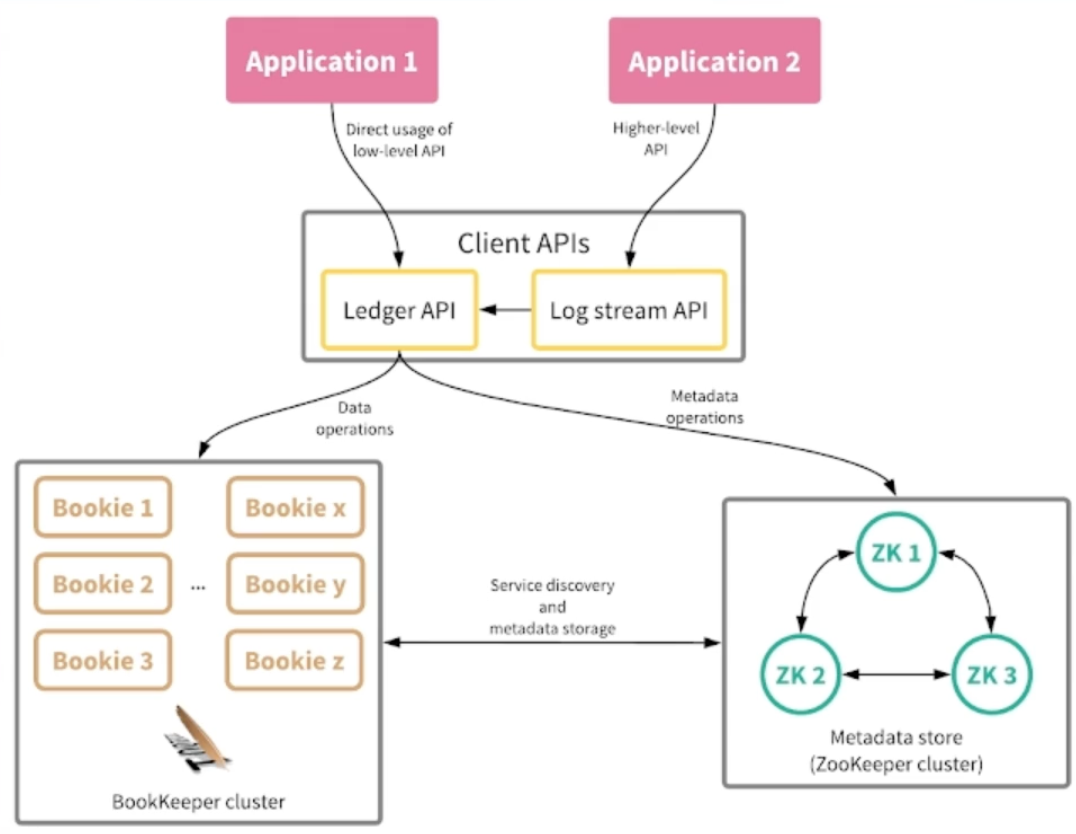 Application 1
Application 2
Direct usage of
low-level API
Higher-level
API
Client APIs
Ledger API
Log stream API
Data
operations
Metadata
operations
Bookie 1
Bookie x
Bookie 2
...
Bookie y
Bookie 3
Bookie z
BookKeeper cluster
Service discovery
and
metadata storage
ZK 1
ZK 2
ZK 3
Metadata store
(ZooKeeper cluster)